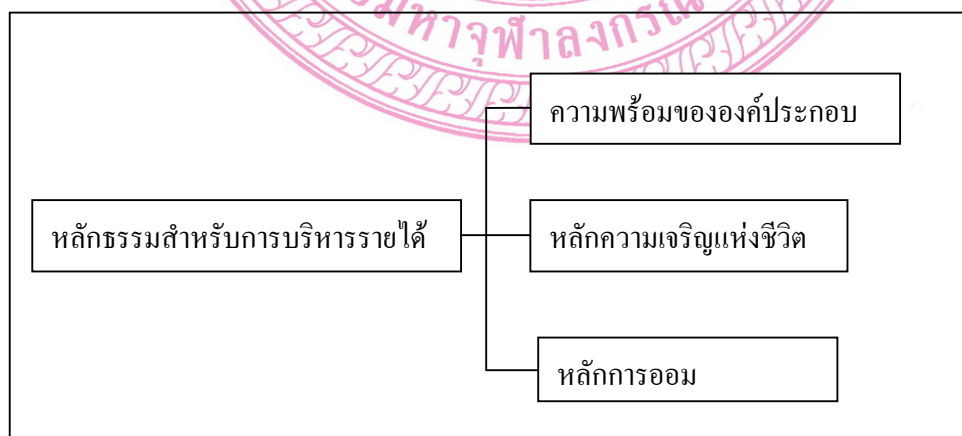 มหาจุฬาลงกรณ
ความพร้อมขององค์ประกอบ
หลักธรรมสำหรับการบริหารรายได้
หลักความเจริญแห่งชีวิต
หลักการออม